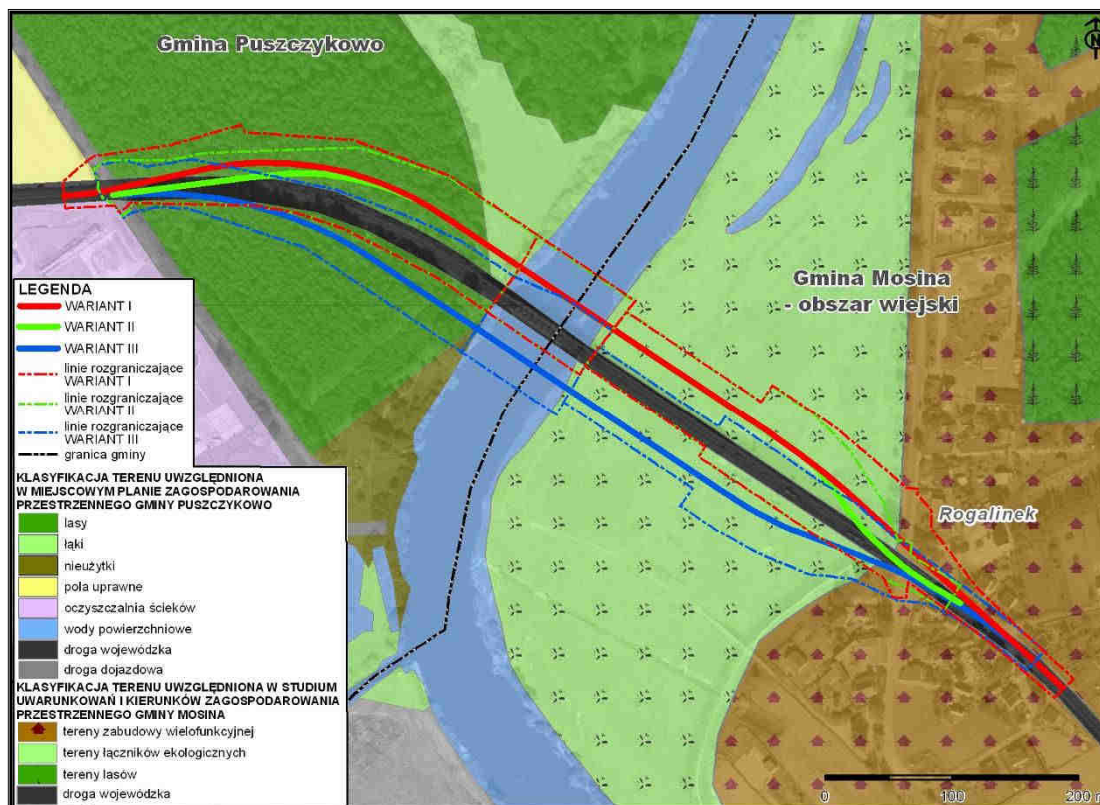 Gmina Puszczykowo
N
Gmina Mosina
- obszar wiejski
Rogalinek
LEGENDA
WARIANT I
WARIANT II
WARIANT III
linie rozgraniczające
WARIANT I
linie rozgraniczające
WARIANT II
linie rozgraniczające
WARIANT III
granica gminy
KLASYFIKACJA TERENU UWZGLĘDNIONA
W MIEJSCOWYM PLANIE ZAGOSPODAROWANIA
PRZESTRZENNEGO GMINY PUSZCZYKOWO
lasy
łąki
nieużytki
pola uprawne
oczyszczalnia ścieków
wody powierzchniowe
droga wojewódzka
droga dojazdowa
KLASYFIKACJA TERENU UWZGLĘDNIONA W STUDIUM
UWARUNKOWAŃ I KIERUNKÓW ZAGOSPODAROWANIA
PRZESTRZENNEGO GMINY MOSINA
tereny zabudowy wielofunkcyjnej
tereny łączników ekologicznych
tereny lasów
droga wojewódzka
0 100 200 m